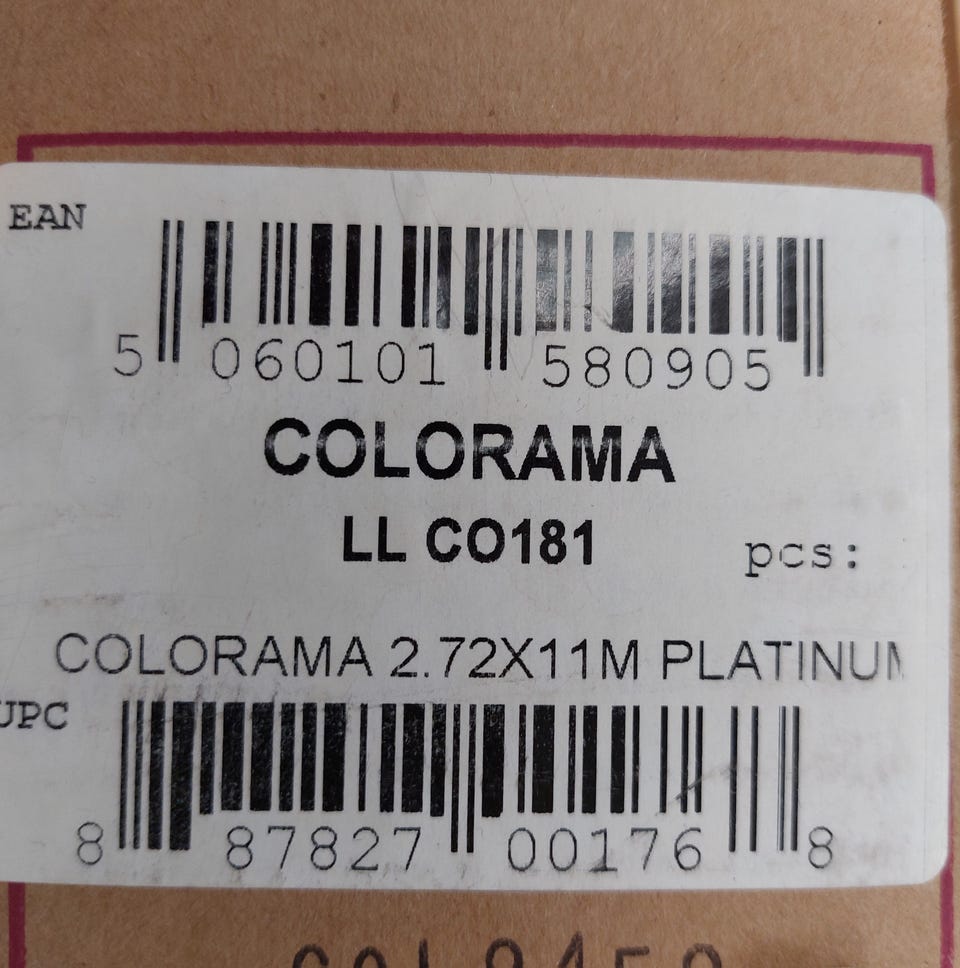 EAN
5 060101 580905
COLORAMA
LL CO181
pcs:
COLORAMA 2.72X11M PLATINUM
UPC
8 87827 00176 8